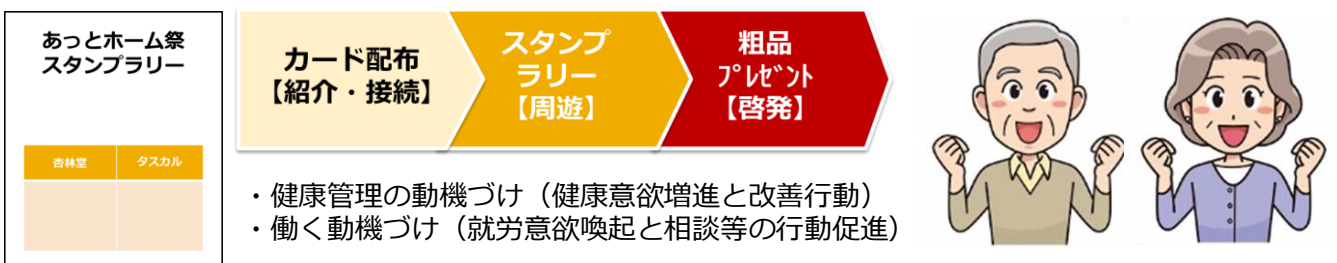 あっとホーム祭
スタンプラリー
杏林堂
タスカル
カード配布
【紹介・接続】
スタンプ
ラリー
【周遊】
粗品
ﾌﾟﾚｾﾞﾝﾄ
【啓発】
・健康管理の動機づけ（健康意欲増進と改善行動）
・働く動機づけ（就労意欲喚起と相談等の行動促進）